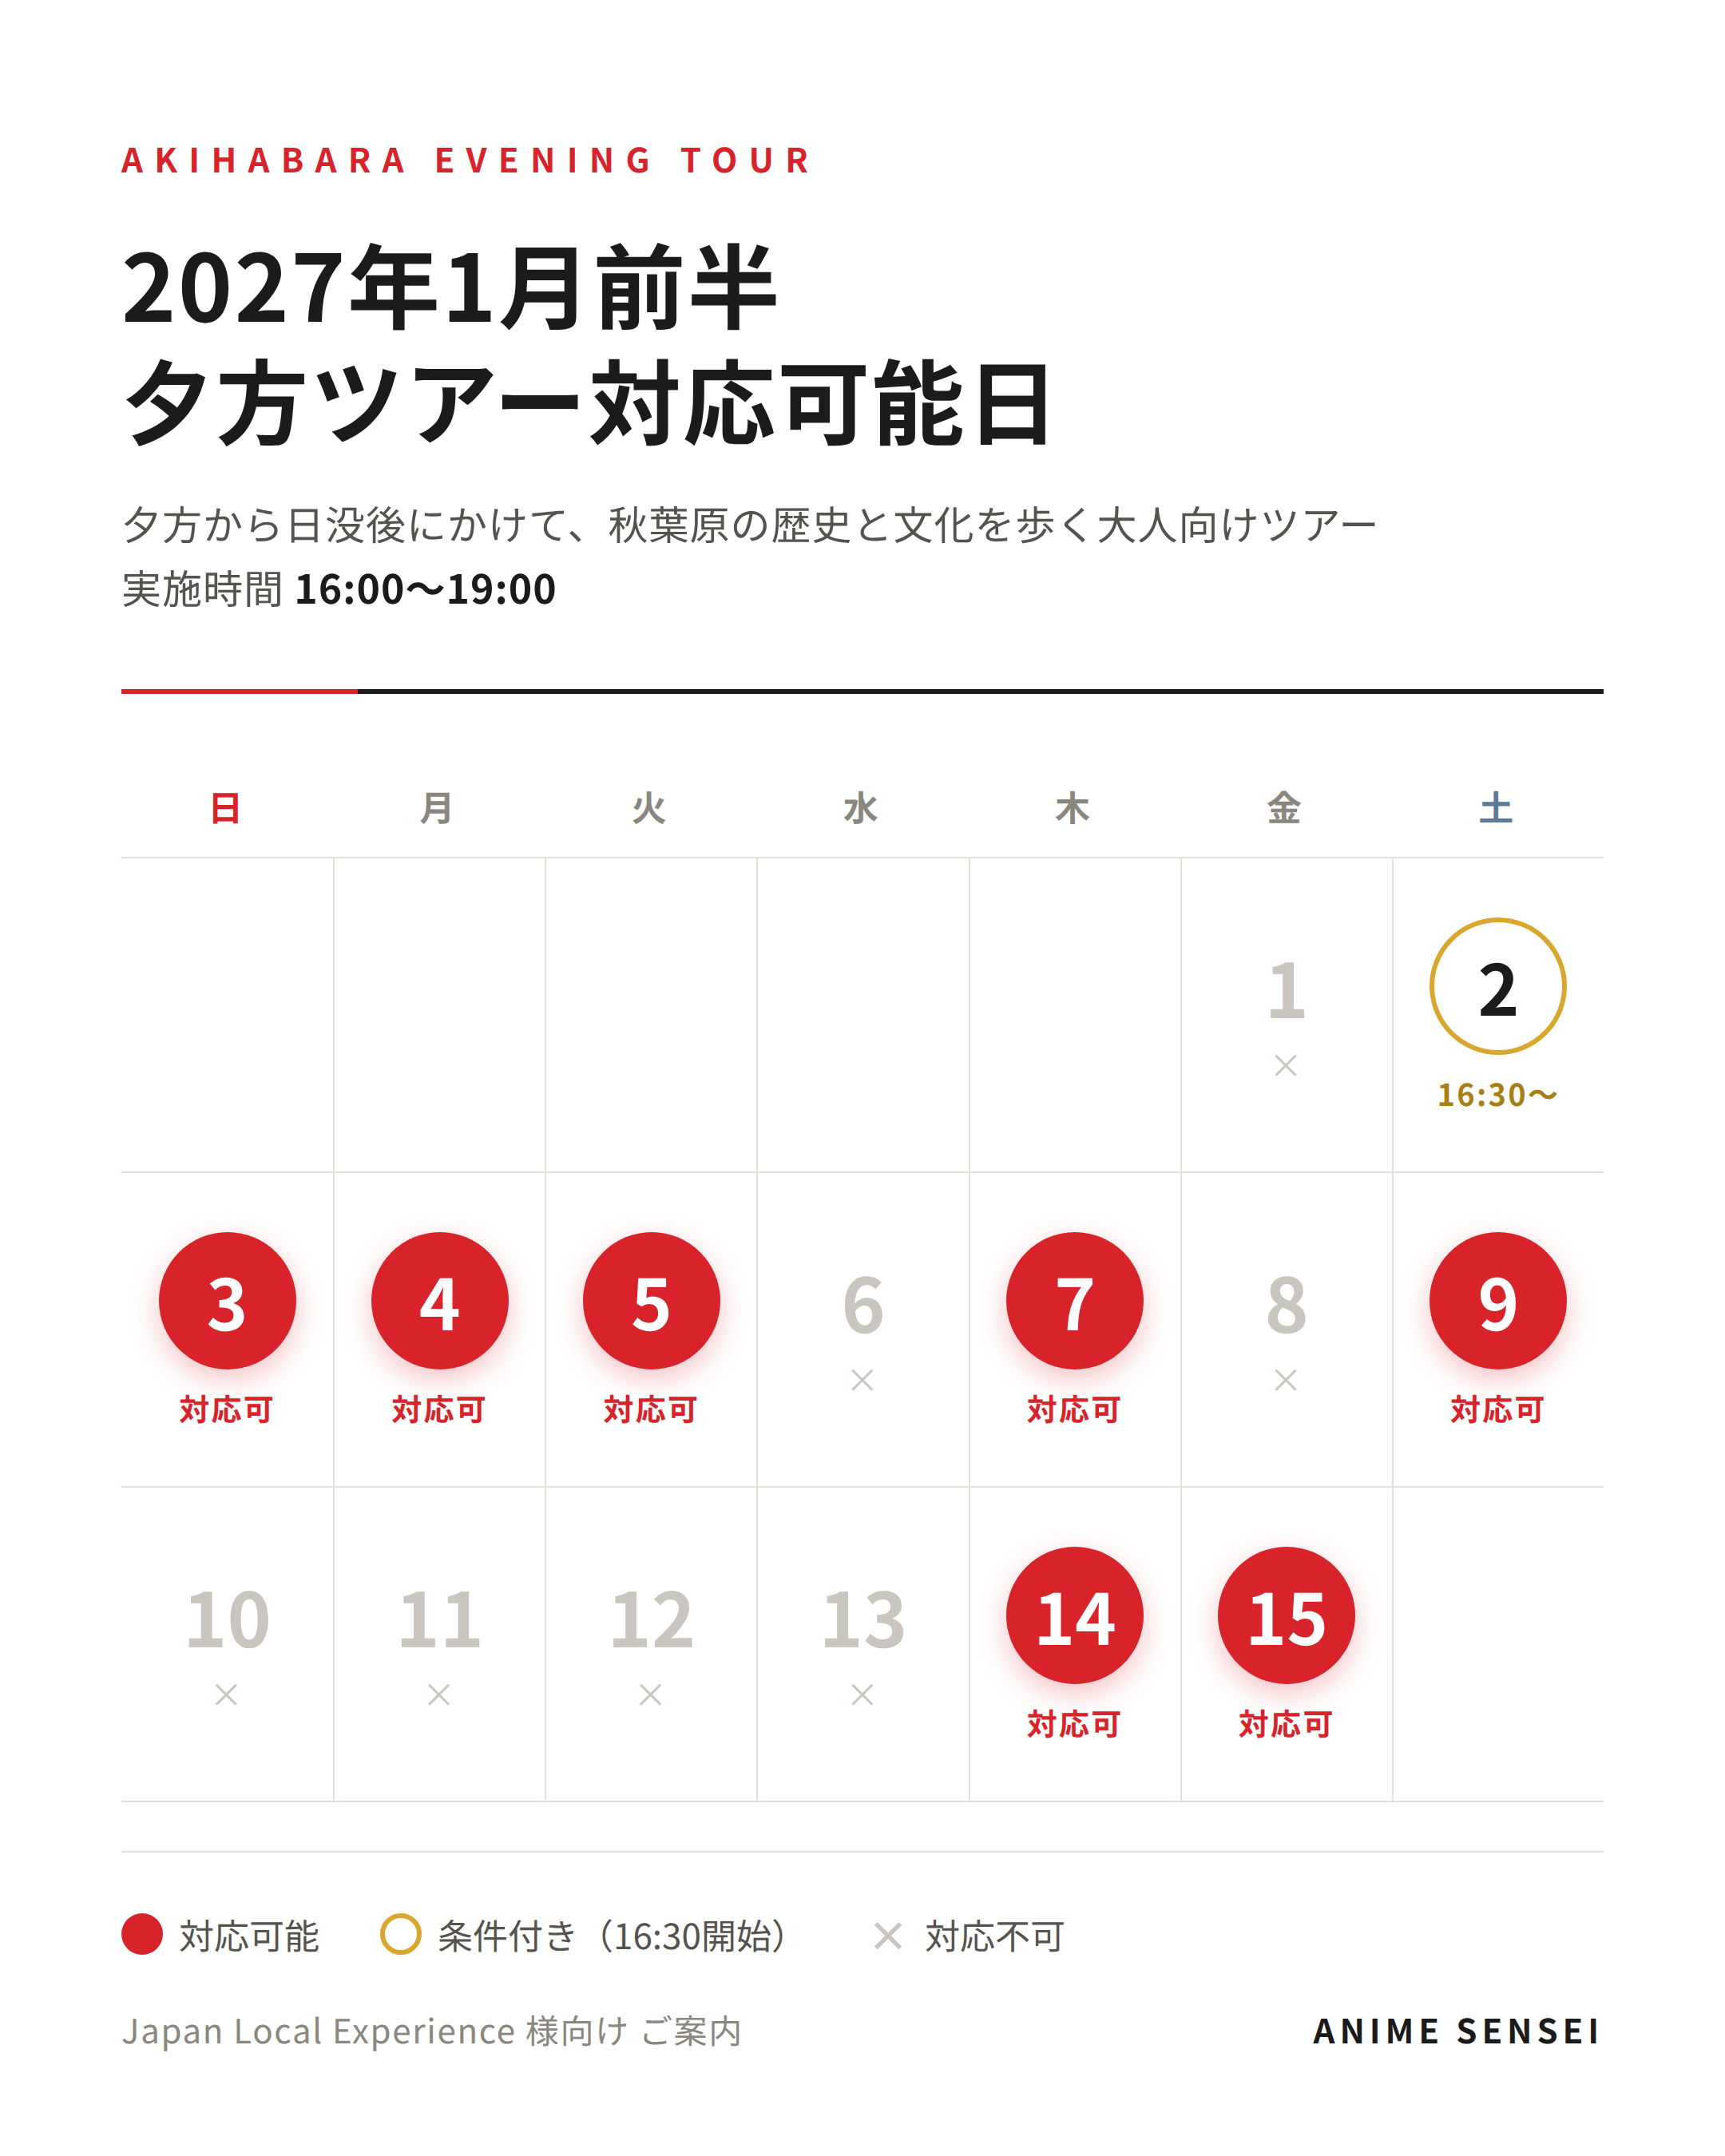 AKIHABARA EVENING TOUR
2027年1月前半
夕方ツアー対応可能日
夕方から日没後にかけて、秋葉原の歴史と文化を歩く大人向けツアー
実施時間 16:00〜19:00
日 月 火 水 木 金 土
1 2
× 16:30〜
3 4 5 6 7 8 9
対応可 対応可 対応可 × 対応可 × 対応可
10 11 12 13 14 15
× × × × 対応可 対応可
対応可能 条件付き（16:30開始） × 対応不可
Japan Local Experience 様向け ご案内 ANIME SENSEI